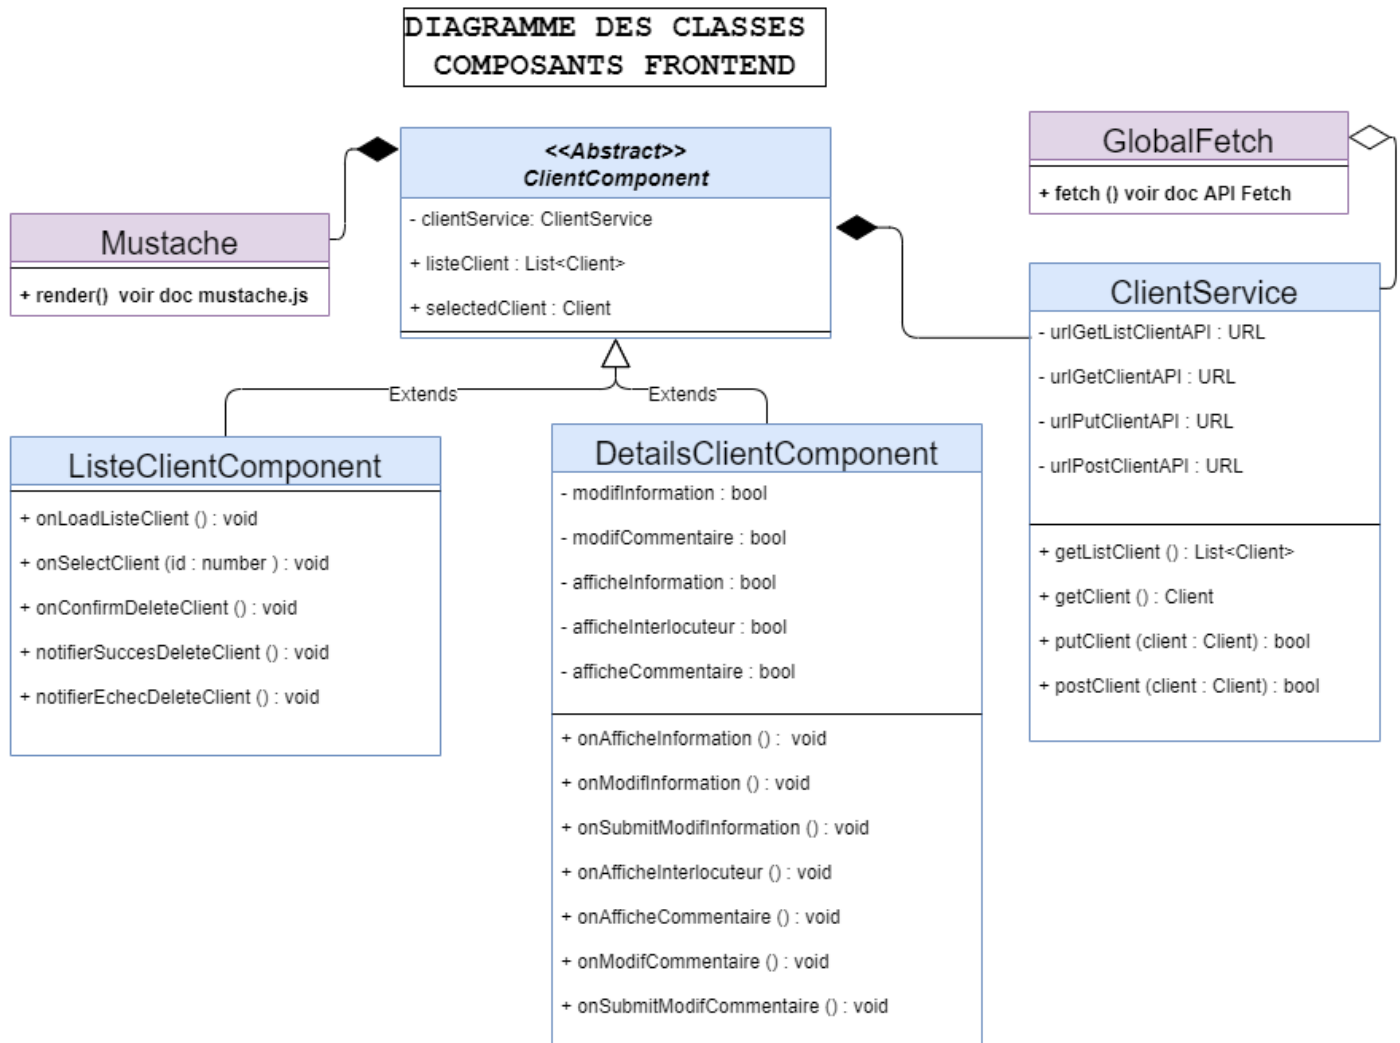 DIAGRAMME DES CLASSES
COMPOSANTS FRONTEND
<<Abstract>>
ClientComponent
- clientService: ClientService
+ listeClient : List<Client>
+ selectedClient : Client
GlobalFetch
+ fetch () voir doc API Fetch
Mustache
+ render()  voir doc mustache.js
ClientService
- urlGetListClientAPI : URL
- urlGetClientAPI : URL
- urlPutClientAPI : URL
- urlPostClientAPI : URL
+ getListClient () : List<Client>
+ getClient () : Client
+ putClient (client : Client) : bool
+ postClient (client : Client) : bool
Extends
Extends
ListeClientComponent
+ onLoadListeClient () : void
+ onSelectClient (id : number ) : void
+ onConfirmDeleteClient () : void
+ notifierSuccesDeleteClient () : void
+ notifierEchecDeleteClient () : void
DetailsClientComponent
- modifInformation : bool
- modifCommentaire : bool
- afficheInformation : bool
- afficheInterlocuteur : bool
- afficheCommentaire : bool
+ onAfficheInformation () :  void
+ onModifInformation () : void
+ onSubmitModifInformation () : void
+ onAfficheInterlocuteur () : void
+ onAfficheCommentaire () : void
+ onModifCommentaire () : void
+ onSubmitModifCommentaire () : void